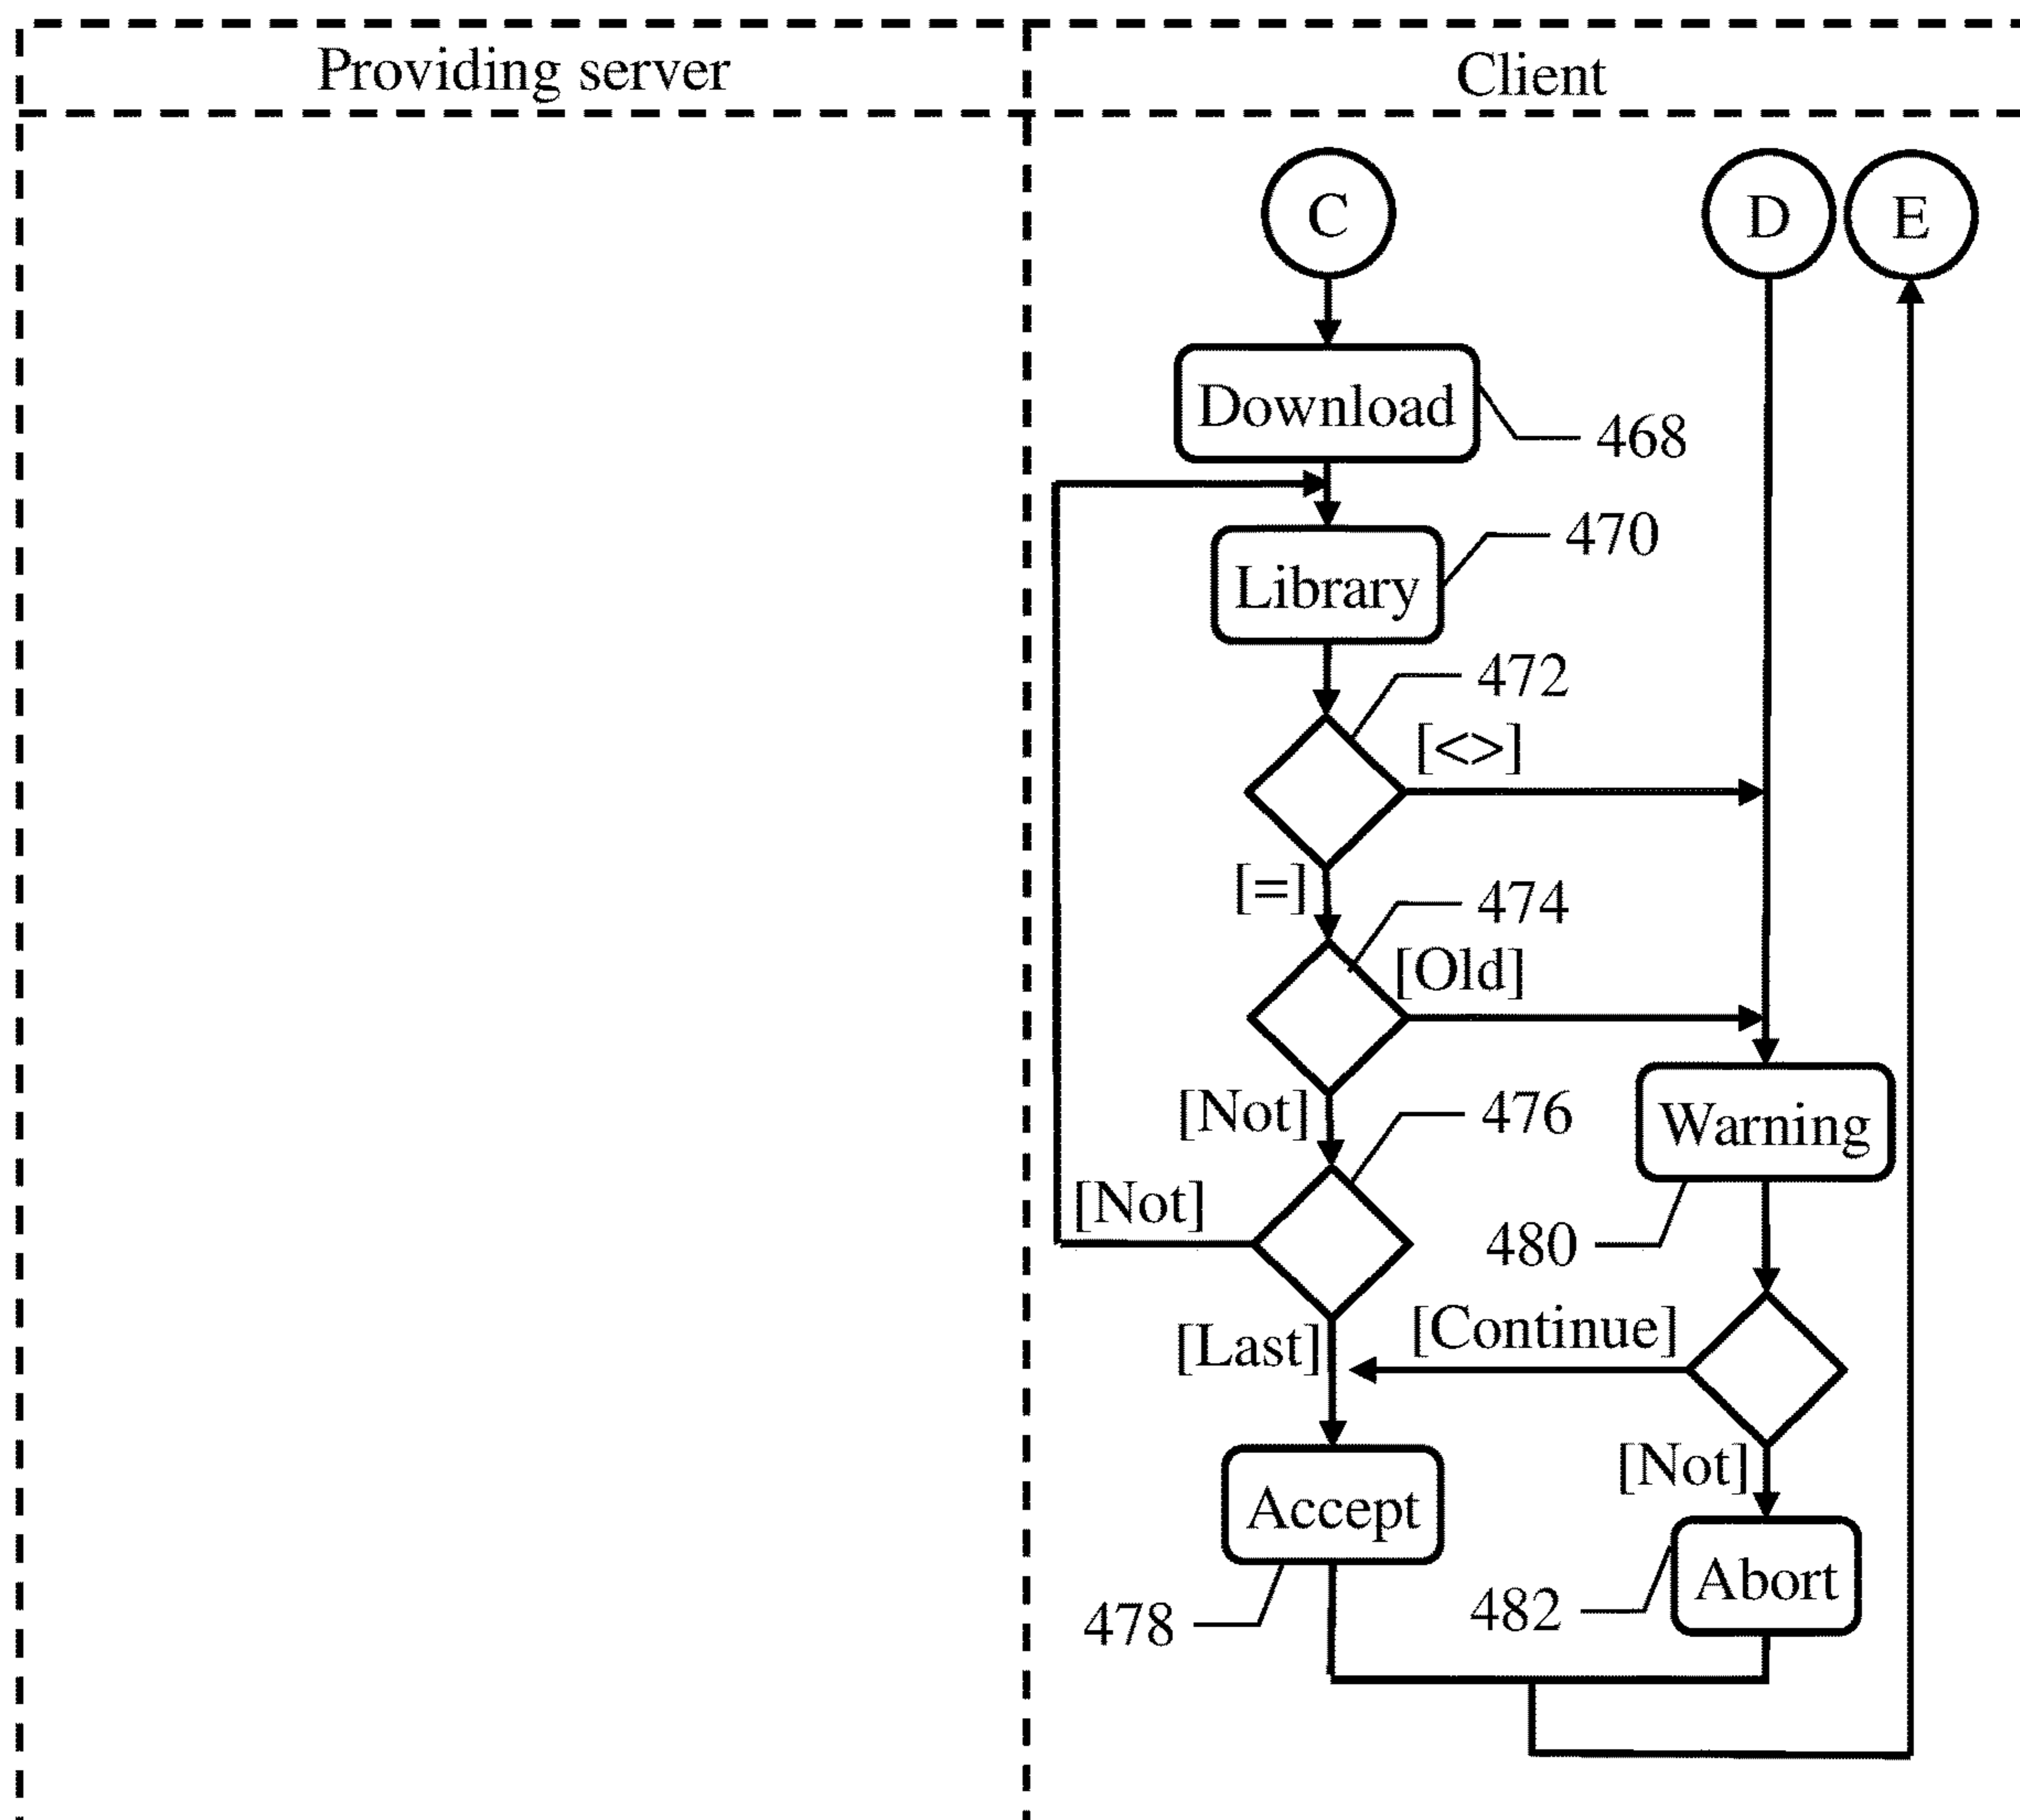 Providing server
Client
C
D
E
Download
468
470
Library
472
[<>]
[=]
474
[Old]
[Not]
476
Warning
[Not]
480
[Continue]
[Last]
[Not]
Accept
Abort
478
482